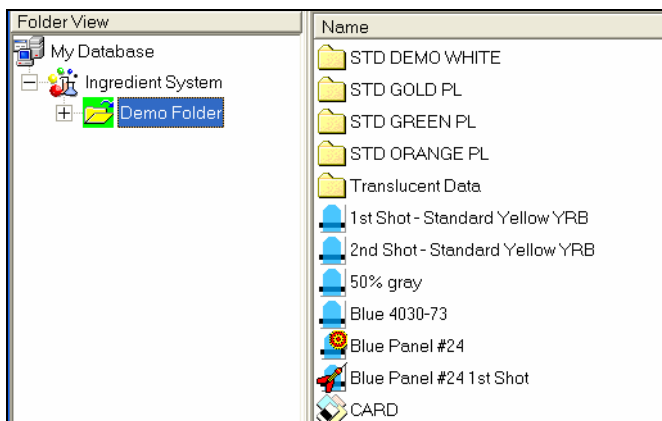 Folder View
My Database
Ingredient System
Demo Folder
Name
STD DEMO WHITE
STD GOLD PL
STD GREEN PL
STD ORANGE PL
Translucent Data
1st Shot - Standard Yellow YRB
2nd Shot - Standard Yellow YRB
50% gray
Blue 4030-73
Blue Panel #24
Blue Panel #24 1st Shot
CARD